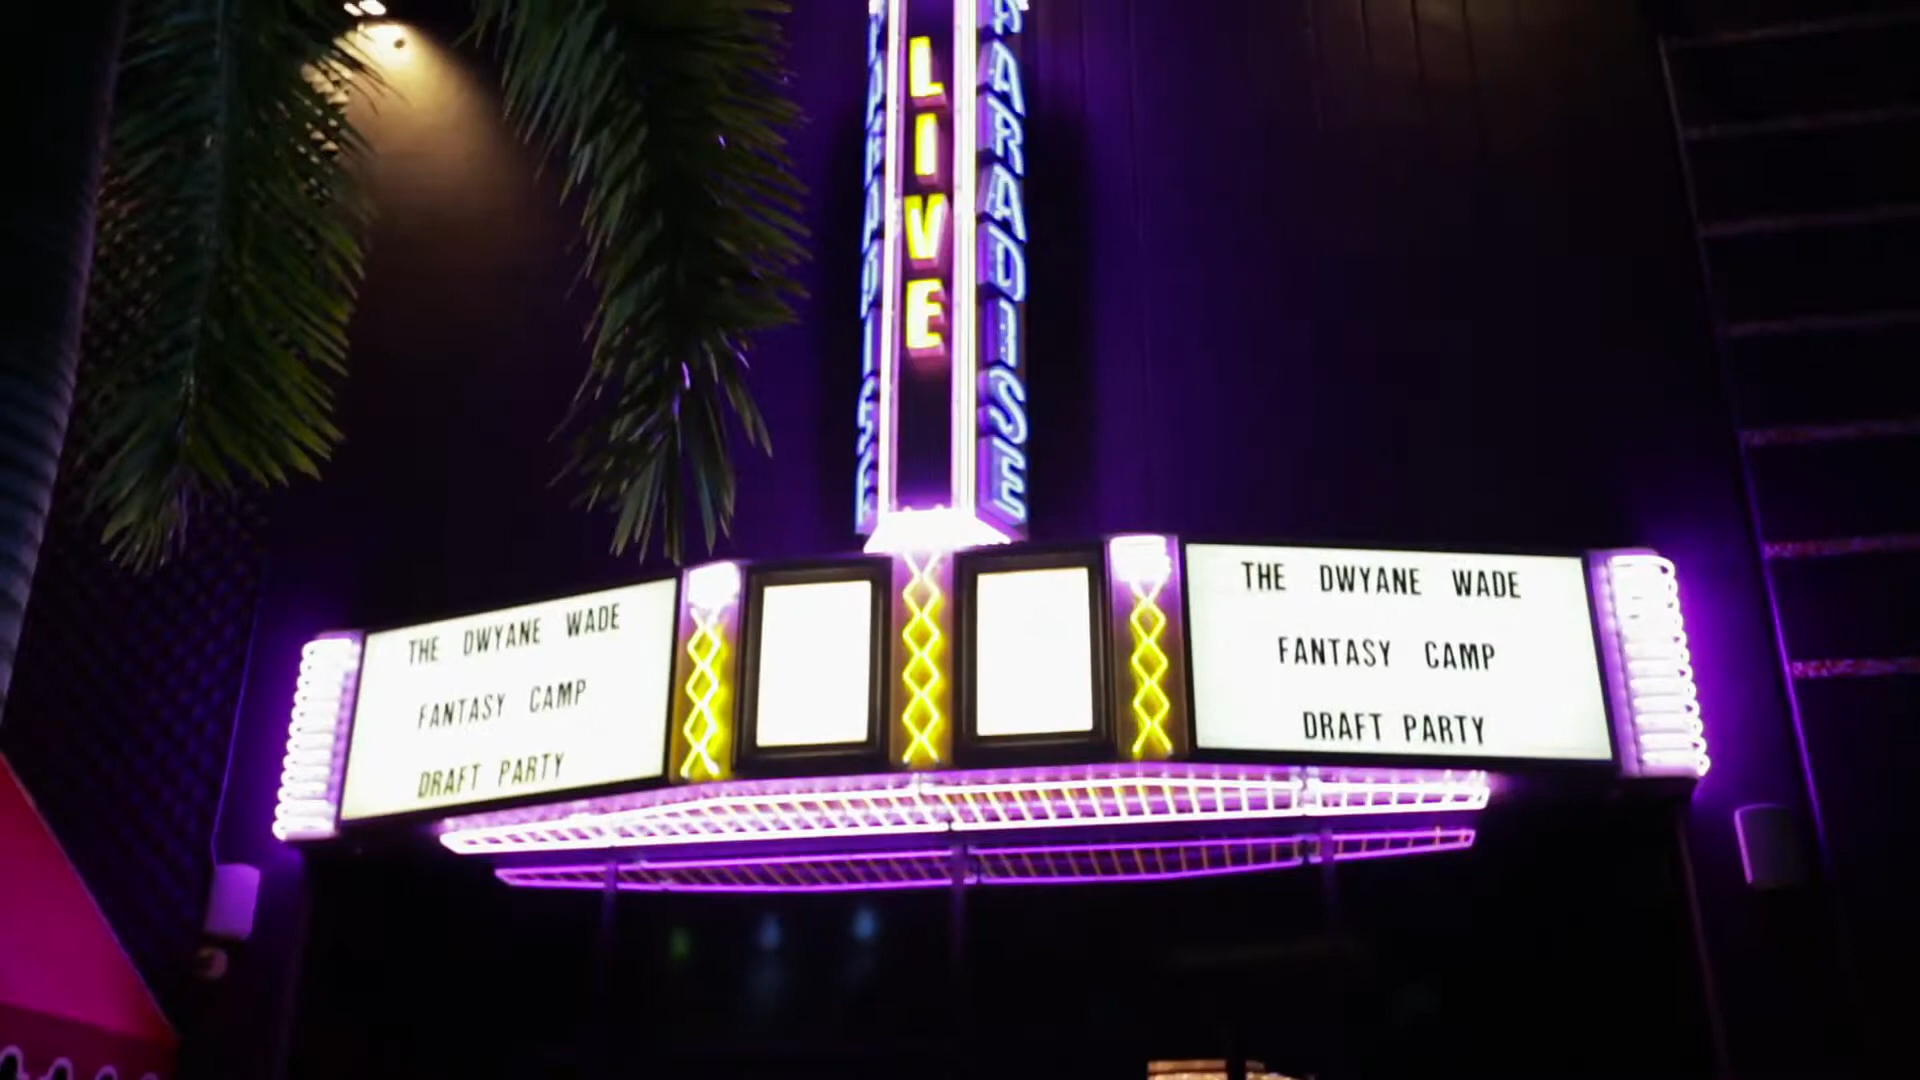 PARADISE
LIVE
PARADISE
THE DWYANE WADE
FANTASY CAMP
DRAFT PARTY
THE DWYANE WADE
FANTASY CAMP
DRAFT PARTY